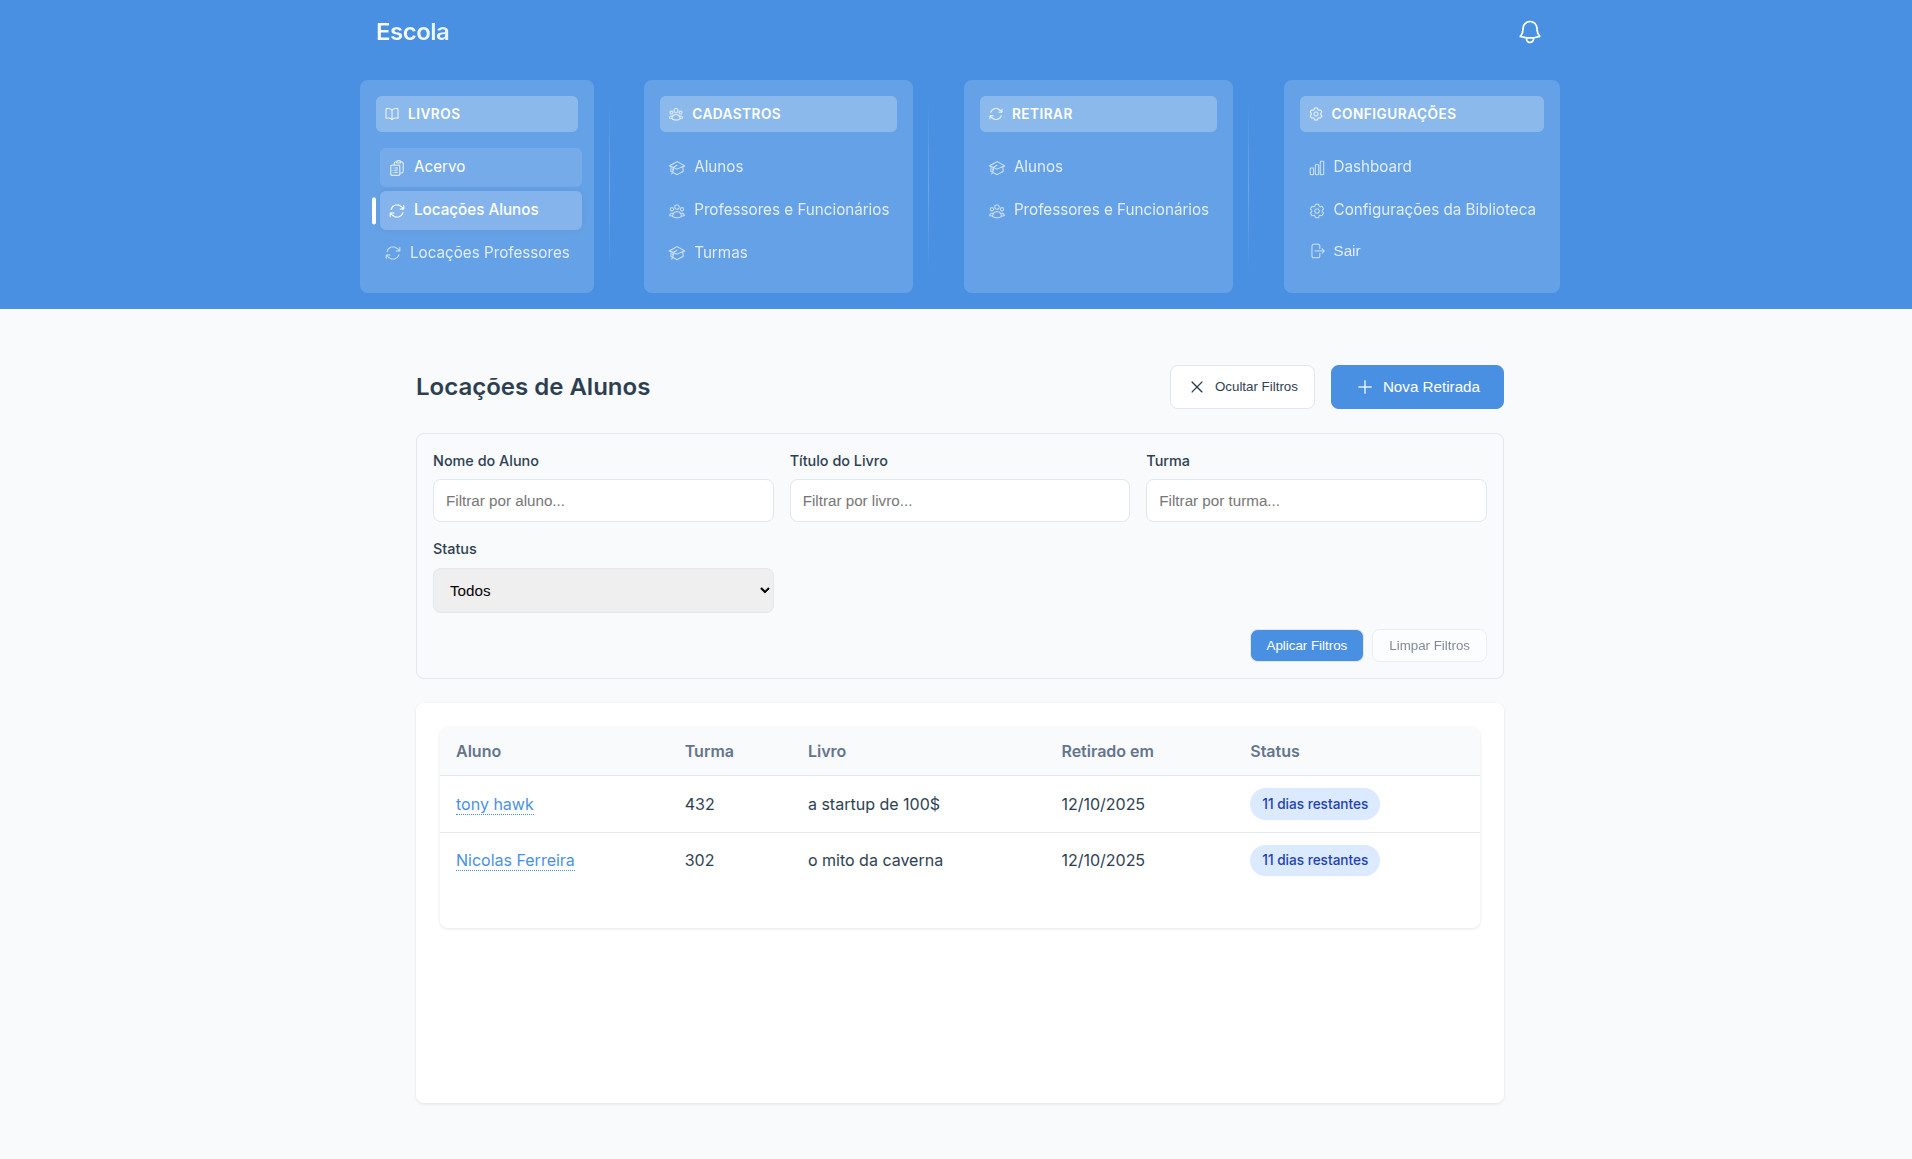 Escola
LIVROS
Acervo
Locações Alunos
Locações Professores
CADASTROS
Alunos
Professores e Funcionários
Turmas
RETIRAR
Alunos
Professores e Funcionários
CONFIGURAÇÕES
Dashboard
Configurações da Biblioteca
Sair
Locações de Alunos
Ocultar Filtros
Nova Retirada
Nome do Aluno
Título do Livro
Turma
Filtrar por aluno...
Filtrar por livro...
Filtrar por turma...
Status
Todos
Aplicar Filtros
Limpar Filtros
Aluno Turma Livro Retirado em Status
tony hawk 432 a startup de 100$ 12/10/2025 11 dias restantes
Nicolas Ferreira 302 o mito da caverna 12/10/2025 11 dias restantes